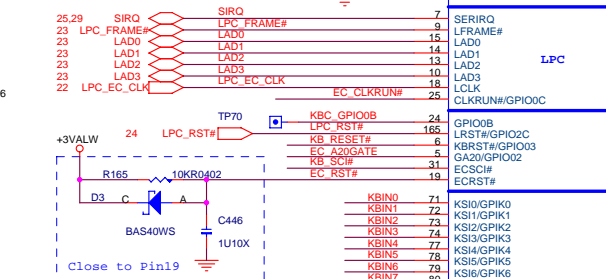 25,29 SIRQ SIRQ 7 SERIRQ
23 LPC_FRAME# LPC_FRAME# 9 LFRAME#
23 LAD0 LAD0 15 LAD0
23 LAD1 LAD1 14 LAD1 LPC
23 LAD2 LAD2 13 LAD2
23 LAD3 LAD3 10 LAD3
22 LPC_EC_CLK LPC_EC_CLK 18 LCLK
6 EC_CLKRUN# 25 CLKRUN#/GPIO0C
TP70 KBC_GPIO0B 24 GPIO0B
24 LPC_RST# LPC_RST# 165 LRST#/GPIO2C
+3VALW KB_RESET# 6 KBRST#/GPIO03
EC_A20GATE 5 GA20/GPIO02
KB_SCI# 31 ECSCI#
R165 10KR0402 EC_RST# 19 ECRST#
D3 C A KBIN0 71 KSI0/GPIK0
KBIN1 72 KSI1/GPIK1
C446 KBIN2 73 KSI2/GPIK2
BAS40WS KBIN3 74 KSI3/GPIK3
1U10X KBIN4 77 KSI4/GPIK4
KBIN5 78 KSI5/GPIK5
Close to Pin19 KBIN6 79 KSI6/GPIK6
KBIN7 80